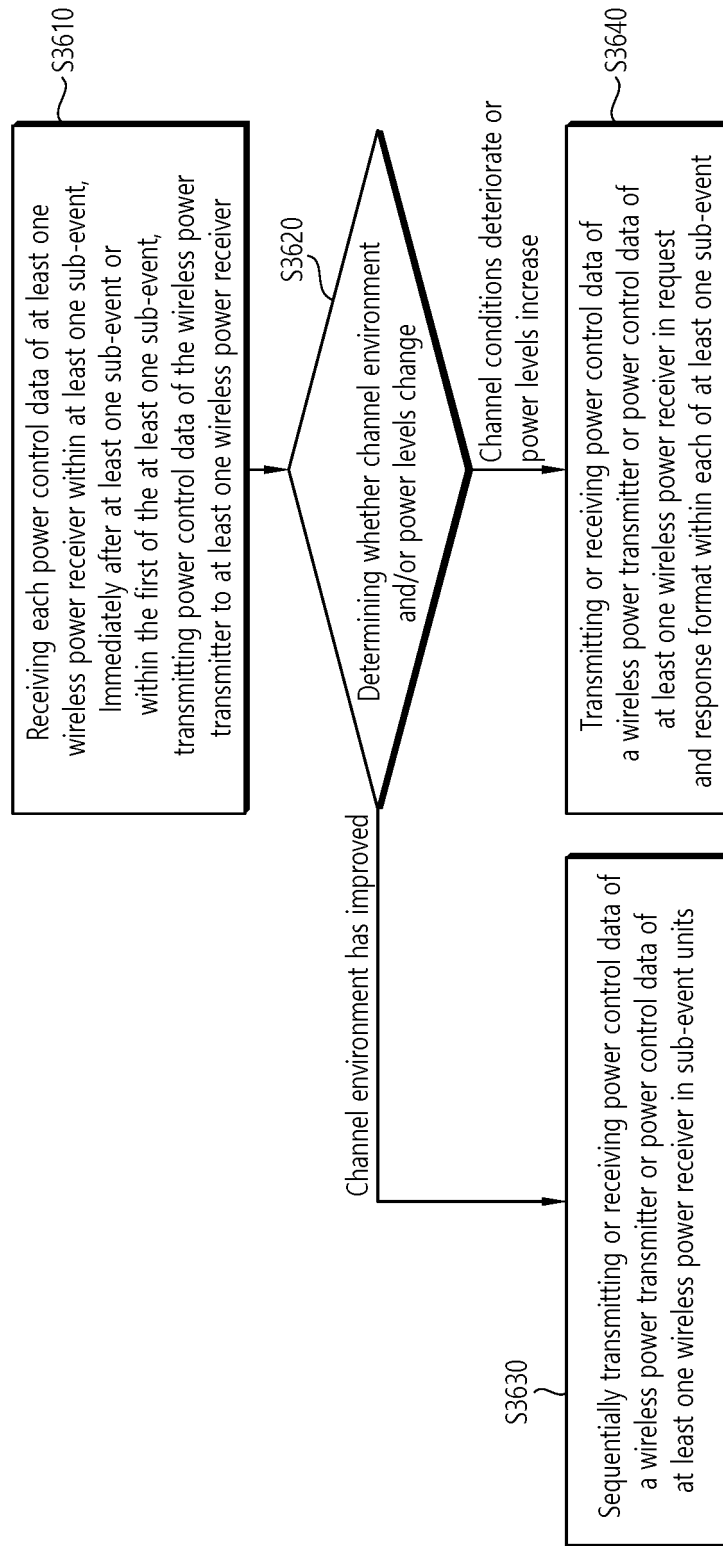 S3610
Receiving each power control data of at least one
wireless power receiver within at least one sub-event,
Immediately after at least one sub-event or
within the first of the at least one sub-event,
transmitting power control data of the wireless power
transmitter to at least one wireless power receiver
S3620
Determining whether channel environment
and/or power levels change
Channel environment has improved
Channel conditions deteriorate or
power levels increase
S3630
Sequentially transmitting or receiving power control data of
a wireless power transmitter or power control data of
at least one wireless power receiver in sub-event units
S3640
Transmitting or receiving power control data of
a wireless power transmitter or power control data of
at least one wireless power receiver in request
and response format within each of at least one sub-event